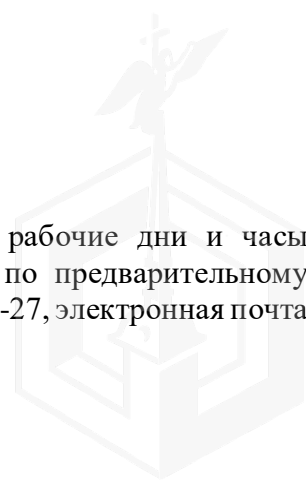 рабочие дни и часы
по предварительному
-27, электронная почта